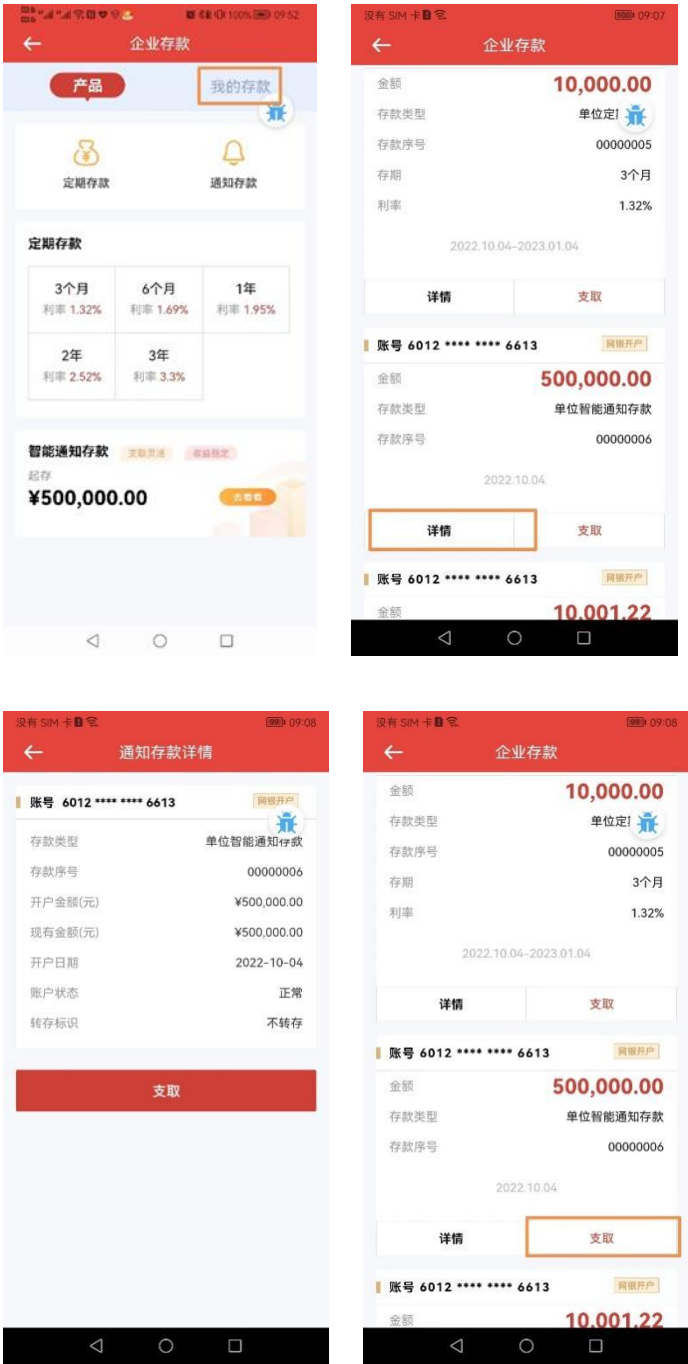 100% 09:52
企业存款
产品
我的存款
定期存款
通知存款
定期存款
3个月
6个月
1年
利率 1.32%
利率 1.69%
利率 1.95%
2年
3年
利率 2.52%
利率 3.3%
智能通知存款 支取灵活 收益稳定
起存
¥500,000.00
去看看
没有 SIM 卡 09:07
企业存款
金额 10,000.00
存款类型 单位定
存款序号 00000005
存期 3个月
利率 1.32%
2022.10.04-2023.01.04
详情 支取
账号 6012 **** **** 6613 网银开户
金额 500,000.00
存款类型 单位智能通知存款
存款序号 00000006
2022.10.04
详情 支取
账号 6012 **** **** 6613 网银开户
金额 10,001.22
没有 SIM 卡 09:08
通知存款详情
账号 6012 **** **** 6613 网银开户
存款类型 单位智能通知存款
存款序号 00000006
开户金额(元) ¥500,000.00
现有金额(元) ¥500,000.00
开户日期 2022-10-04
账户状态 正常
转存标识 不转存
支取
没有 SIM 卡 09:08
企业存款
金额 10,000.00
存款类型 单位定
存款序号 00000005
存期 3个月
利率 1.32%
2022.10.04-2023.01.04
详情 支取
账号 6012 **** **** 6613 网银开户
金额 500,000.00
存款类型 单位智能通知存款
存款序号 00000006
2022.10.04
详情 支取
账号 6012 **** **** 6613 网银开户
金额 10,001.22